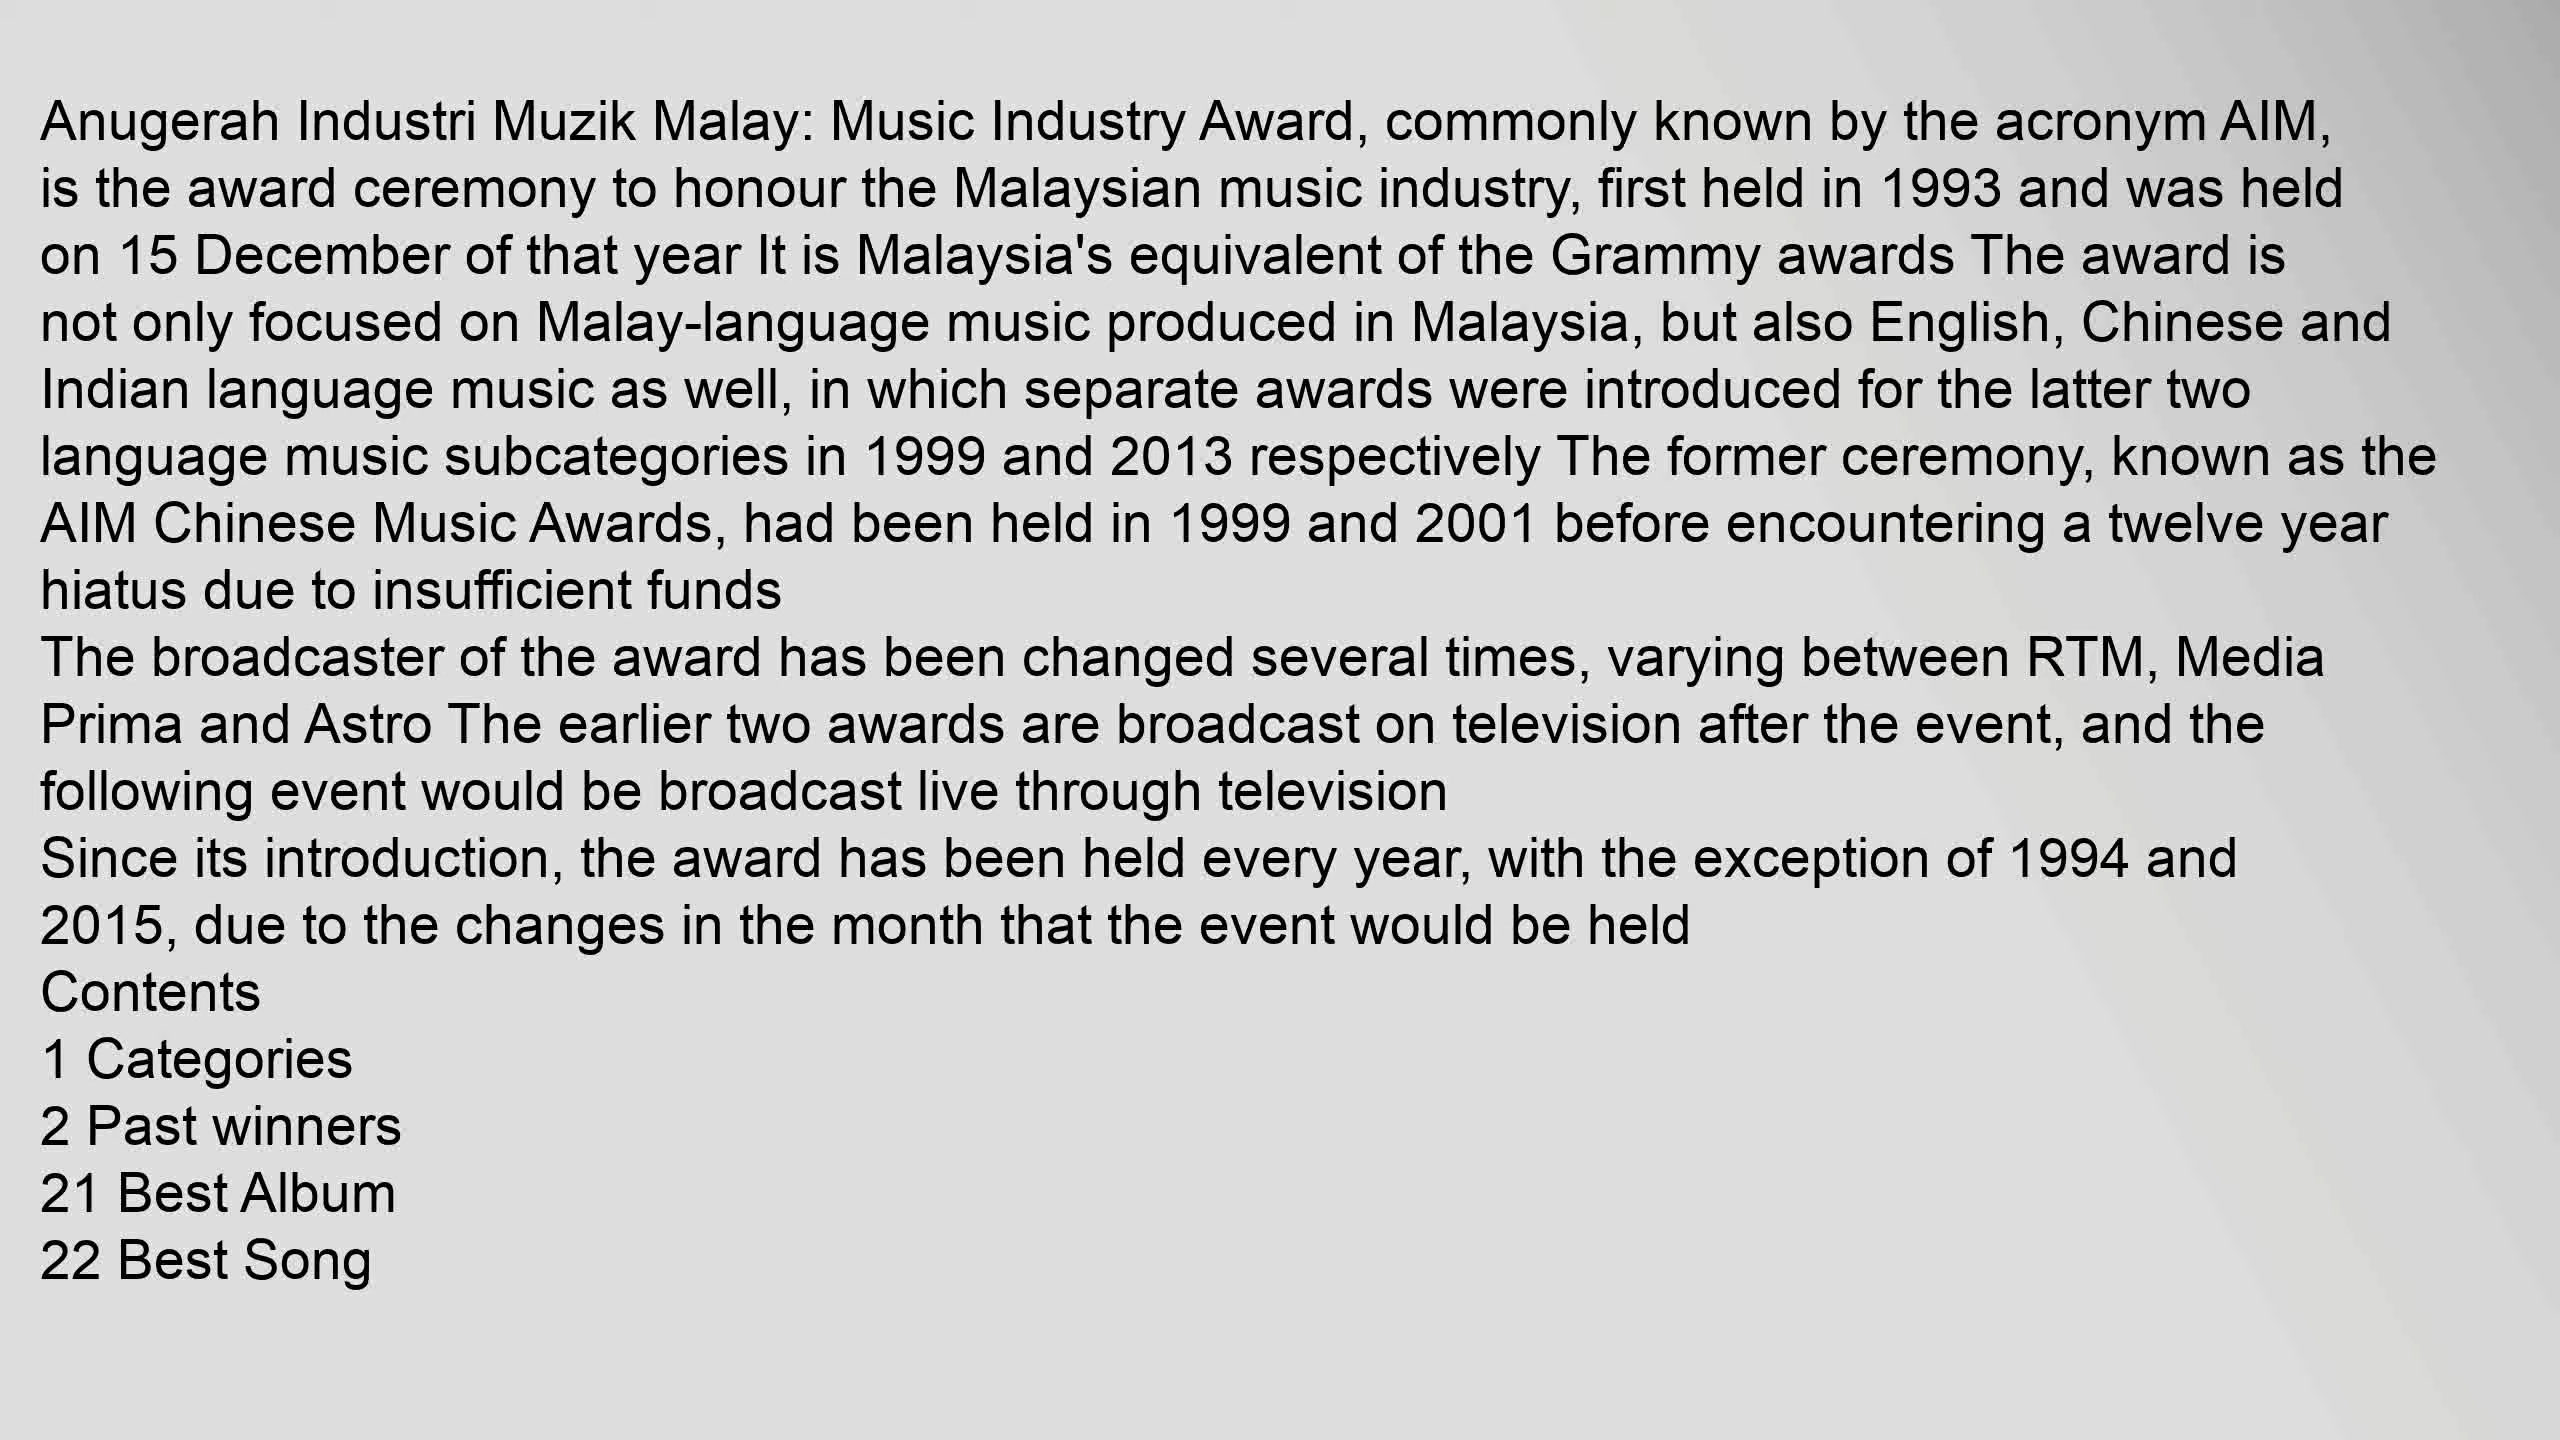 Anugerah Industri Muzik Malay: Music Industry Award, commonly known by the acronym AIM,
is the award ceremony to honour the Malaysian music industry, first held in 1993 and was held
on 15 December of that year It is Malaysia's equivalent of the Grammy awards The award is
not only focused on Malay-language music produced in Malaysia, but also English, Chinese and
Indian language music as well, in which separate awards were introduced for the latter two
language music subcategories in 1999 and 2013 respectively The former ceremony, known as the
AIM Chinese Music Awards, had been held in 1999 and 2001 before encountering a twelve year
hiatus due to insufficient funds
The broadcaster of the award has been changed several times, varying between RTM, Media
Prima and Astro The earlier two awards are broadcast on television after the event, and the
following event would be broadcast live through television
Since its introduction, the award has been held every year, with the exception of 1994 and
2015, due to the changes in the month that the event would be held
Contents
1 Categories
2 Past winners
21 Best Album
22 Best Song